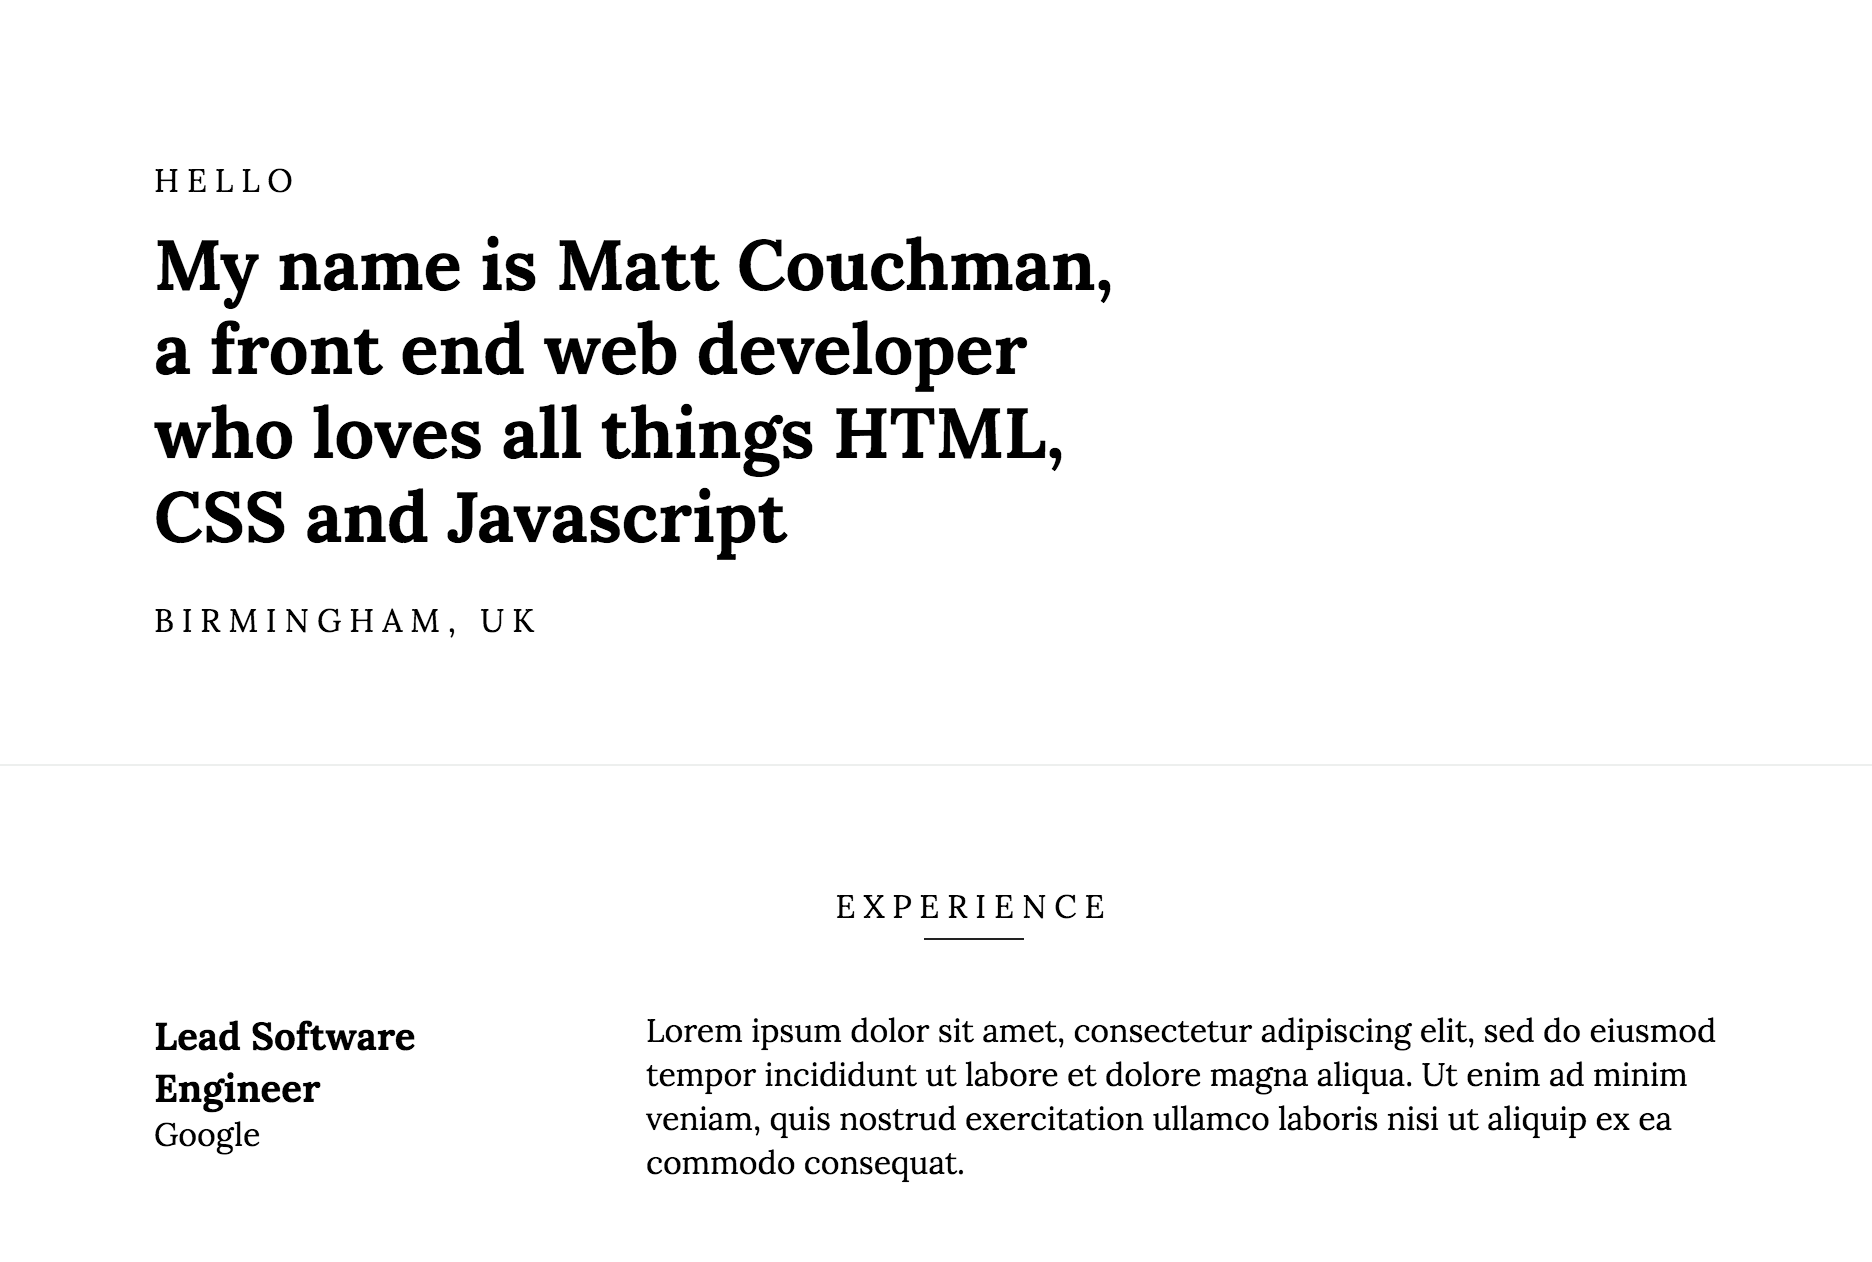 HELLO
My name is Matt Couchman,
a front end web developer
who loves all things HTML,
CSS and Javascript
BIRMINGHAM, UK
EXPERIENCE
Lead Software
Engineer
Google
Lorem ipsum dolor sit amet, consectetur adipiscing elit, sed do eiusmod
tempor incididunt ut labore et dolore magna aliqua. Ut enim ad minim
veniam, quis nostrud exercitation ullamco laboris nisi ut aliquip ex ea
commodo consequat.